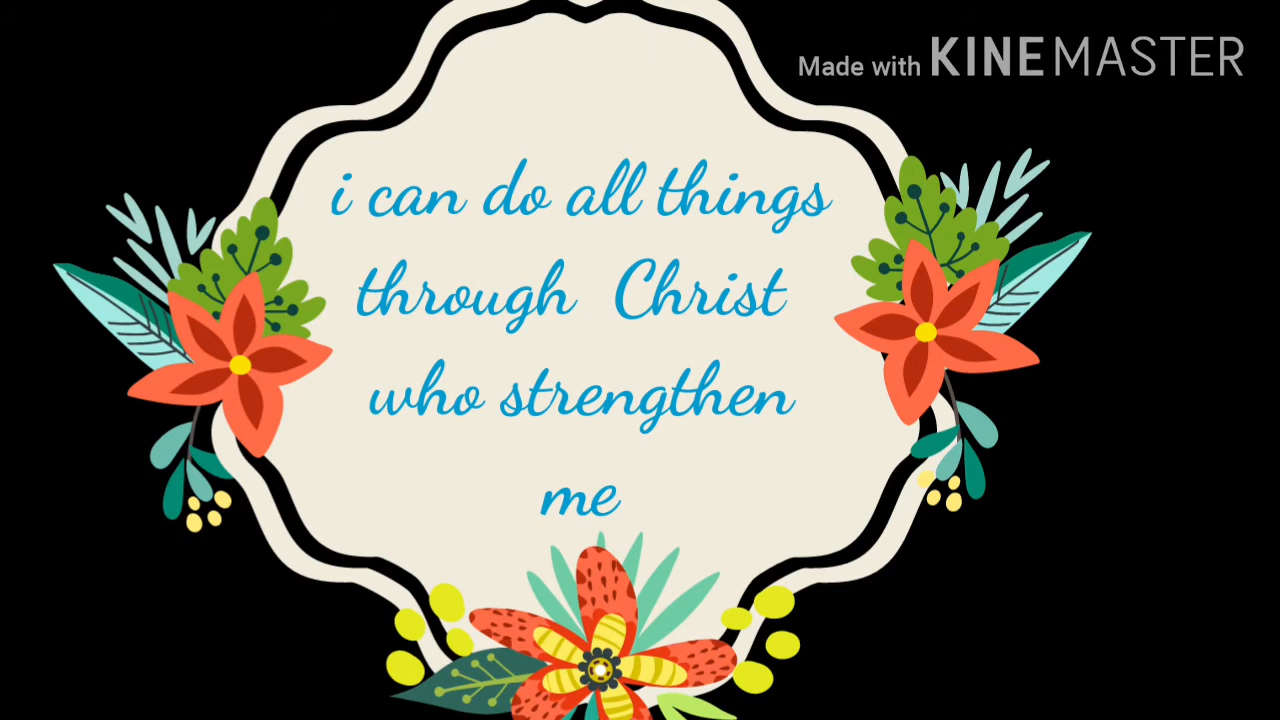 Made with KINEMASTER
i can do all things
through Christ
who strengthen
me